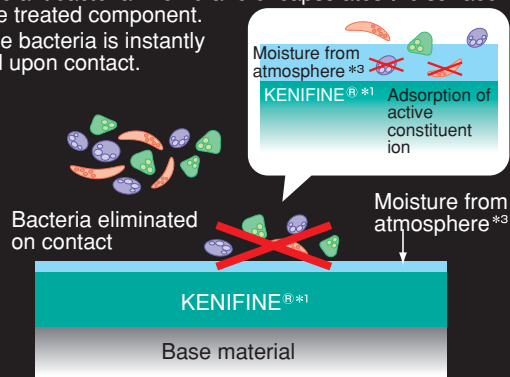 e treated component.
e bacteria is instantly
d upon contact.
Moisture from
atmosphere *3
KENIFINE® *1
Adsorption of
active
constituent
ion
Bacteria eliminated
on contact
Moisture from
atmosphere*3
KENIFINE®*1
Base material